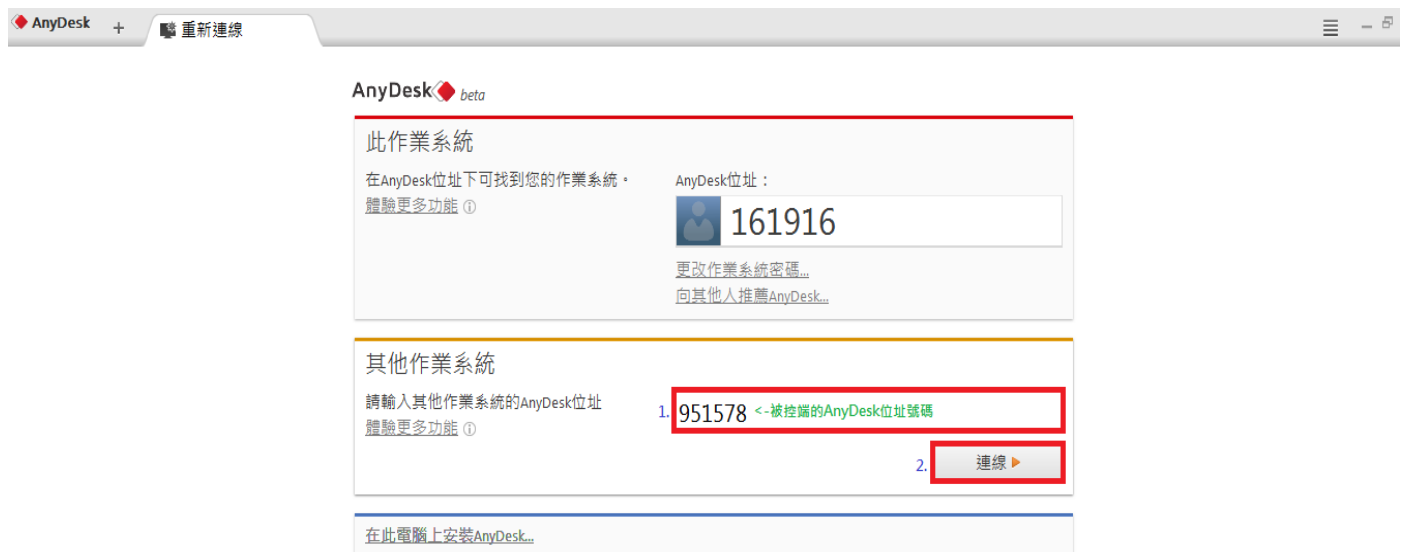 AnyDesk + 重新連線
AnyDesk beta
此作業系統
在AnyDesk位址下可找到您的作業系統。
體驗更多功能
AnyDesk位址：
161916
更改作業系統密碼...
向其他人推薦AnyDesk...
其他作業系統
請輸入其他作業系統的AnyDesk位址
體驗更多功能
1. 951578 <-被控端的AnyDesk位址號碼
2. 連線
在此電腦上安裝AnyDesk...